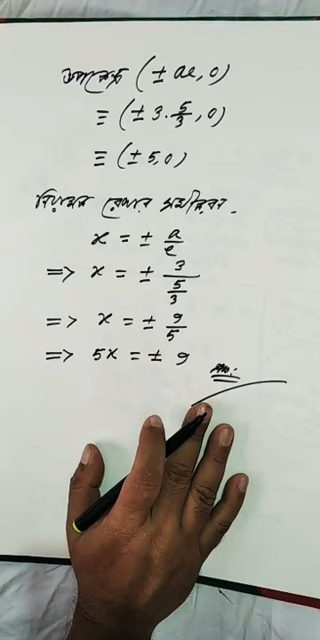 উপকেন্দ্র (± ae, 0)
≡ (± 3 · 5/3, 0)
≡ (± 5, 0)
নিয়ামক রেখার সমীকরণ,
x = ± a/e
=> x = ± 3/(5/3)
=> x = ± 9/5
=> 5x = ± 9
Ans: